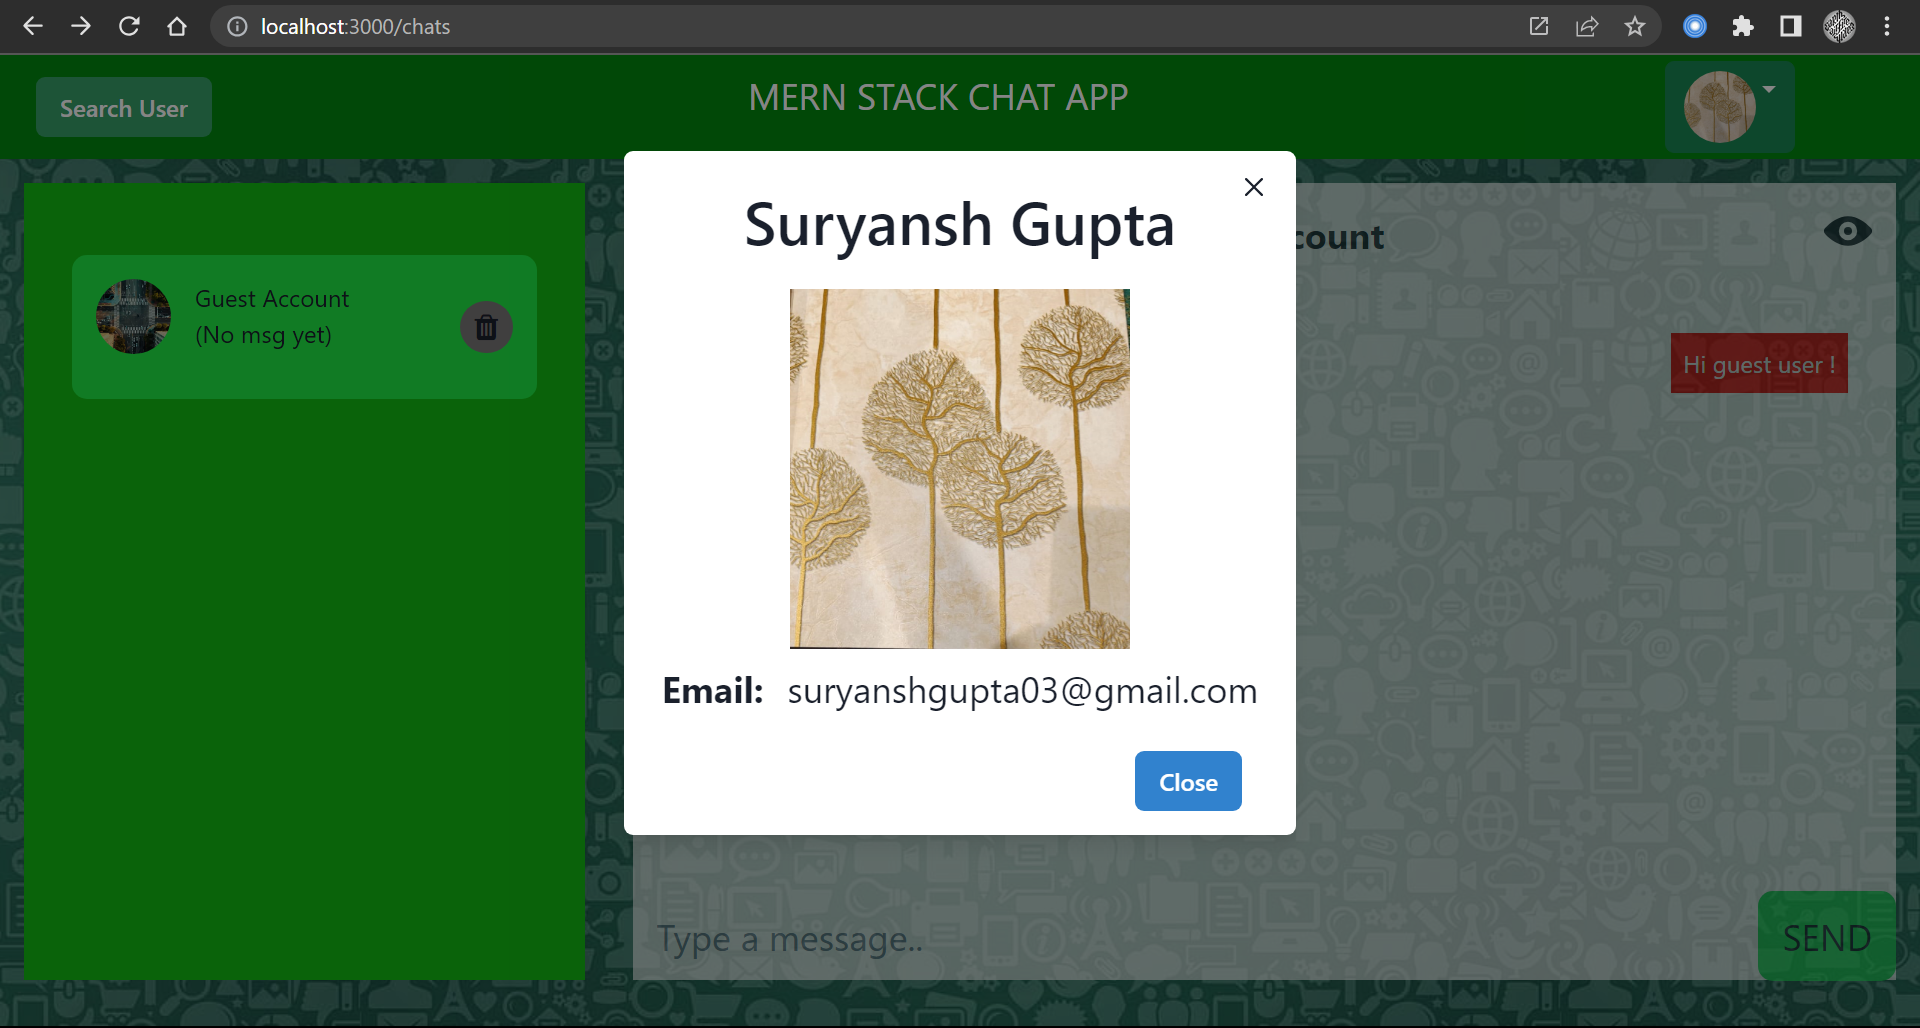 localhost:3000/chats
Search User
MERN STACK CHAT APP
Suryansh Gupta
count
Guest Account
(No msg yet)
Hi guest user !
Email: suryanshgupta03@gmail.com
Close
Type a message..
SEND